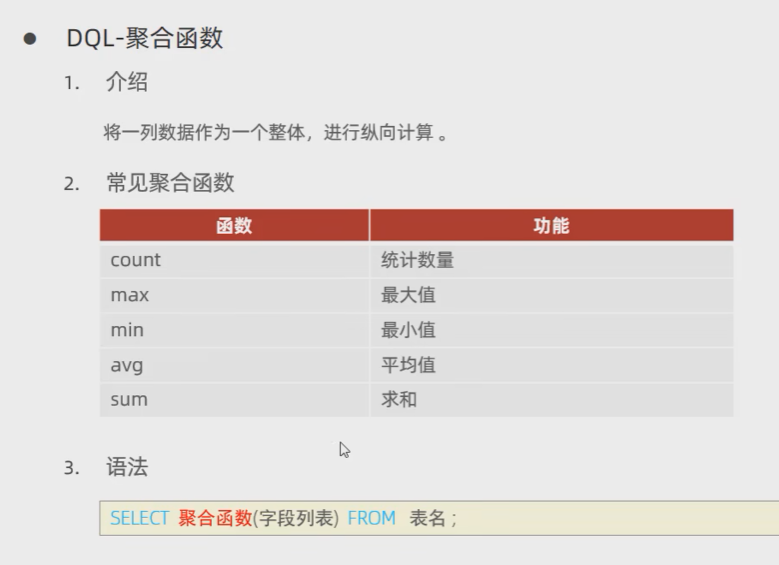 ● DQL-聚合函数
1. 介绍
将一列数据作为一个整体，进行纵向计算 。
2. 常见聚合函数
函数 功能
count 统计数量
max 最大值
min 最小值
avg 平均值
sum 求和
3. 语法
SELECT 聚合函数(字段列表) FROM 表名 ;